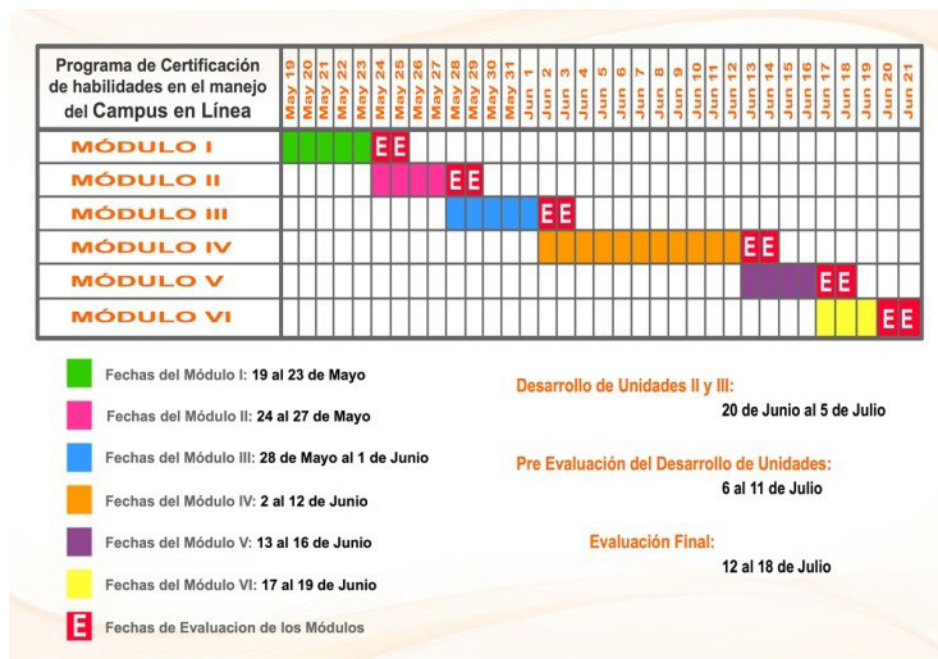 Programa de Certificación
de habilidades en el manejo
del Campus en Línea
May 19
May 20
May 21
May 22
May 23
May 24
May 25
May 26
May 27
May 28
May 29
May 30
May 31
Jun 1
Jun 2
Jun 3
Jun 4
Jun 5
Jun 6
Jun 7
Jun 8
Jun 9
Jun 10
Jun 11
Jun 12
Jun 13
Jun 14
Jun 15
Jun 16
Jun 17
Jun 18
Jun 19
Jun 20
Jun 21
MÓDULO I E E
MÓDULO II E E
MÓDULO III E E
MÓDULO IV E E
MÓDULO V E E
MÓDULO VI E E
Fechas del Módulo I: 19 al 23 de Mayo
Fechas del Módulo II: 24 al 27 de Mayo
Fechas del Módulo III: 28 de Mayo al 1 de Junio
Fechas del Módulo IV: 2 al 12 de Junio
Fechas del Módulo V: 13 al 16 de Junio
Fechas del Módulo VI: 17 al 19 de Junio
E Fechas de Evaluacion de los Módulos
Desarrollo de Unidades II y III:
20 de Junio al 5 de Julio
Pre Evaluación del Desarrollo de Unidades:
6 al 11 de Julio
Evaluación Final:
12 al 18 de Julio